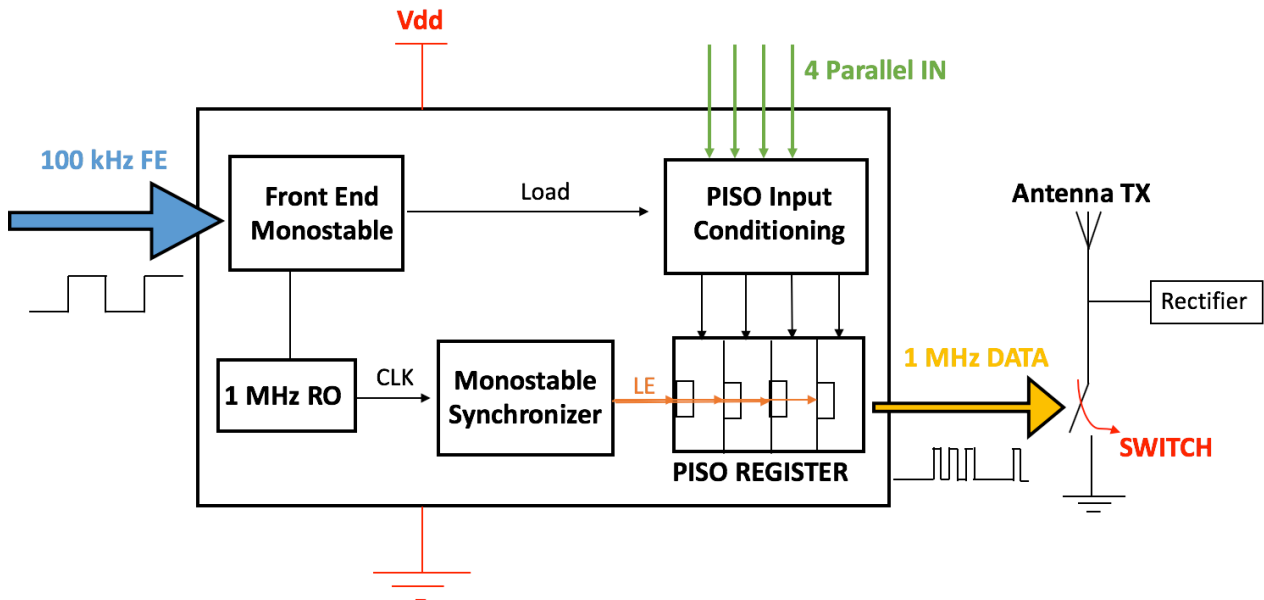 Vdd
4 Parallel IN
100 kHz FE
Front End
Monostable
Load
PISO Input
Conditioning
Antenna TX
Rectifier
1 MHz RO
CLK
Monostable
Synchronizer
LE
1 MHz DATA
SWITCH
PISO REGISTER